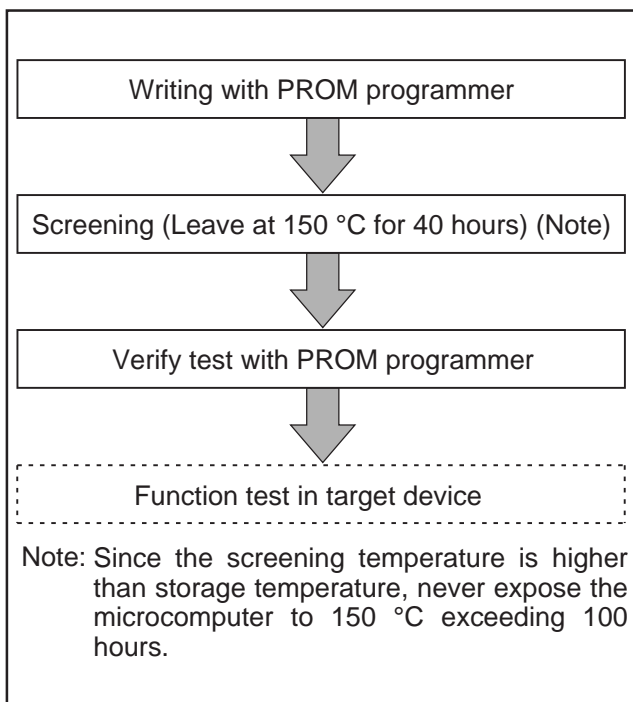 Writing with PROM programmer
Screening (Leave at 150 °C for 40 hours) (Note)
Verify test with PROM programmer
Function test in target device
Note: Since the screening temperature is higher
than storage temperature, never expose the
microcomputer to 150 °C exceeding 100
hours.